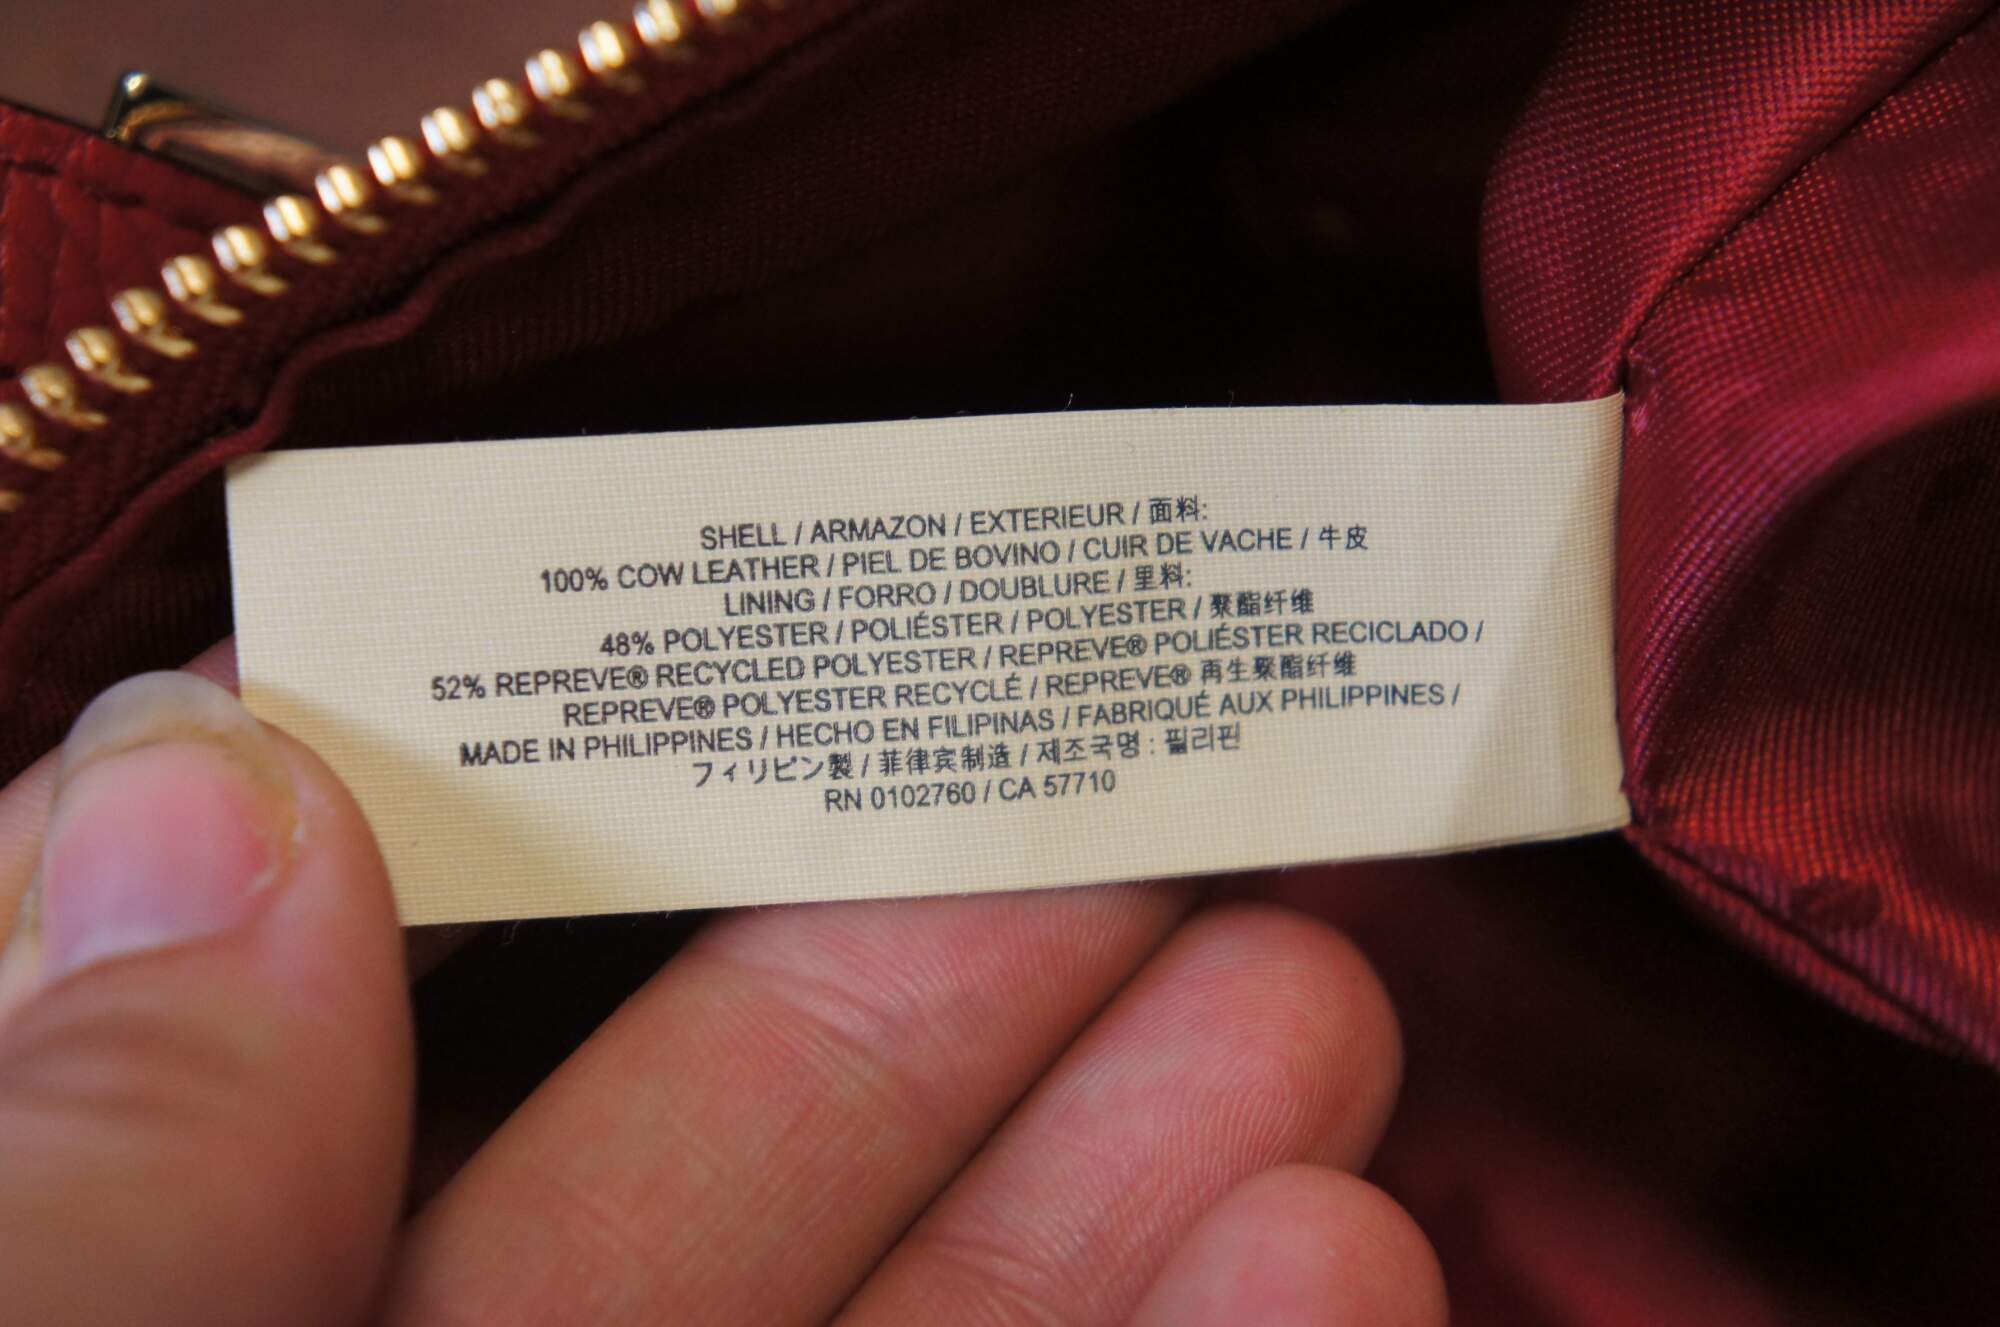 SHELL / ARMAZON / EXTERIEUR / 面料:
100% COW LEATHER / PIEL DE BOVINO / CUIR DE VACHE / 牛皮
LINING / FORRO / DOUBLURE / 里料:
48% POLYESTER / POLIÉSTER / POLYESTER / 聚酯纤维
52% REPREVE® RECYCLED POLYESTER / REPREVE® POLIÉSTER RECICLADO /
REPREVE® POLYESTER RECYCLÉ / REPREVE® 再生聚酯纤维
MADE IN PHILIPPINES / HECHO EN FILIPINAS / FABRIQUÉ AUX PHILIPPINES /
フィリピン製 / 菲律宾制造 / 제조국명 : 필리핀
RN 0102760 / CA 57710